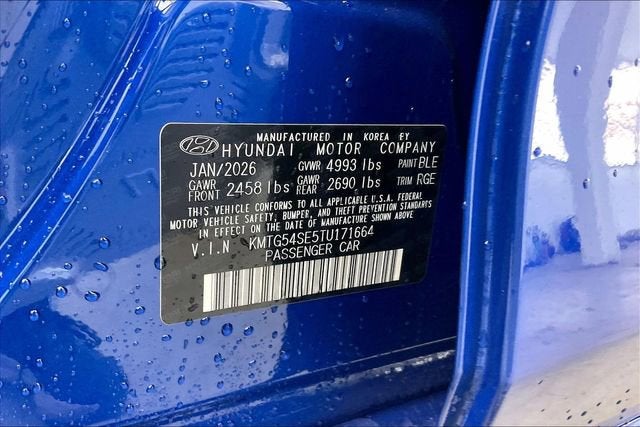 MANUFACTURED IN KOREA BY
HYUNDAI MOTOR COMPANY
JAN/2026 GVWR 4993 lbs PAINT BLE
GAWR FRONT 2458 lbs GAWR REAR 2690 lbs TRIM RGE
THIS VEHICLE CONFORMS TO ALL APPLICABLE U.S.A. FEDERAL
MOTOR VEHICLE SAFETY, BUMPER, AND THEFT PREVENTION STANDARDS
IN EFFECT ON THE DATE OF MANUFACTURE SHOWN ABOVE.
V.I.N KMTG54SE5TU171664
PASSENGER CAR